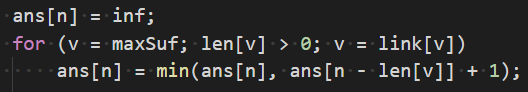 ans[n] = inf;
for (v = maxSuf; len[v] > 0; v = link[v])
    ans[n] = min(ans[n], ans[n - len[v]] + 1);